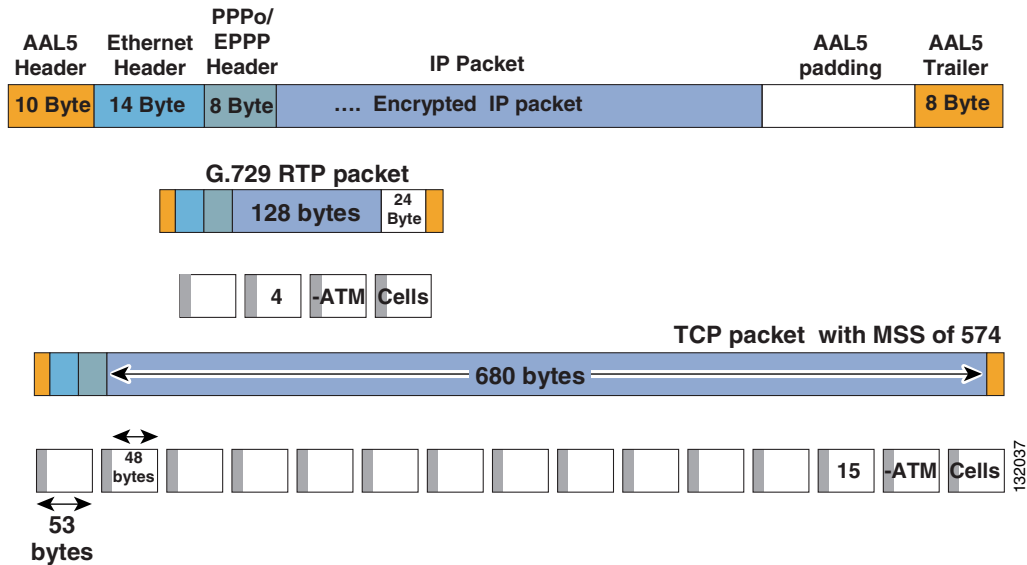 AAL5 Header
Ethernet Header
PPPo/ EPPP Header
IP Packet
AAL5 padding
AAL5 Trailer
10 Byte
14 Byte
8 Byte
.... Encrypted IP packet
8 Byte
G.729 RTP packet
128 bytes
24 Byte
4
-ATM
Cells
TCP packet with MSS of 574
680 bytes
48 bytes
15
-ATM
Cells
53 bytes
132037